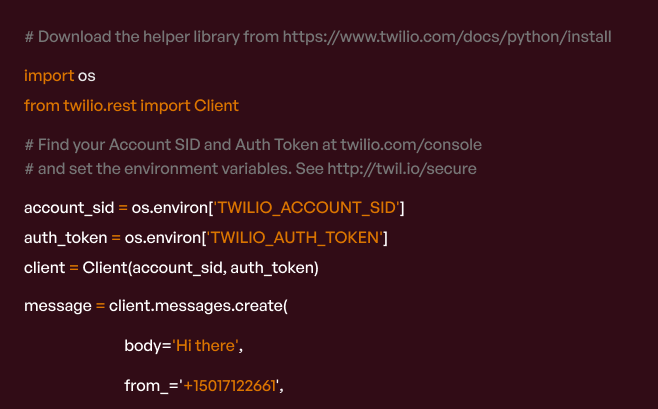 # Download the helper library from https://www.twilio.com/docs/python/install
import os
from twilio.rest import Client
# Find your Account SID and Auth Token at twilio.com/console
# and set the environment variables. See http://twil.io/secure
account_sid = os.environ['TWILIO_ACCOUNT_SID']
auth_token = os.environ['TWILIO_AUTH_TOKEN']
client = Client(account_sid, auth_token)
message = client.messages.create(
body='Hi there',
from_='+15017122661',